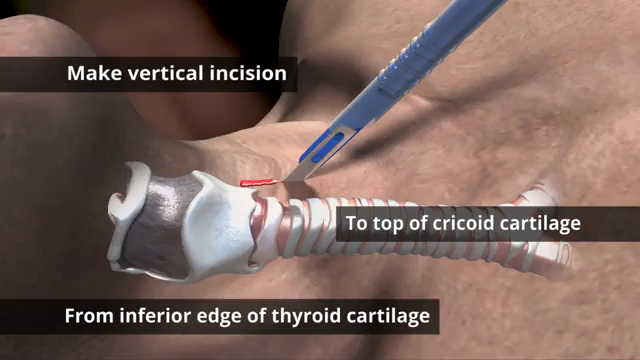 Make vertical incision
To top of cricoid cartilage
From inferior edge of thyroid cartilage